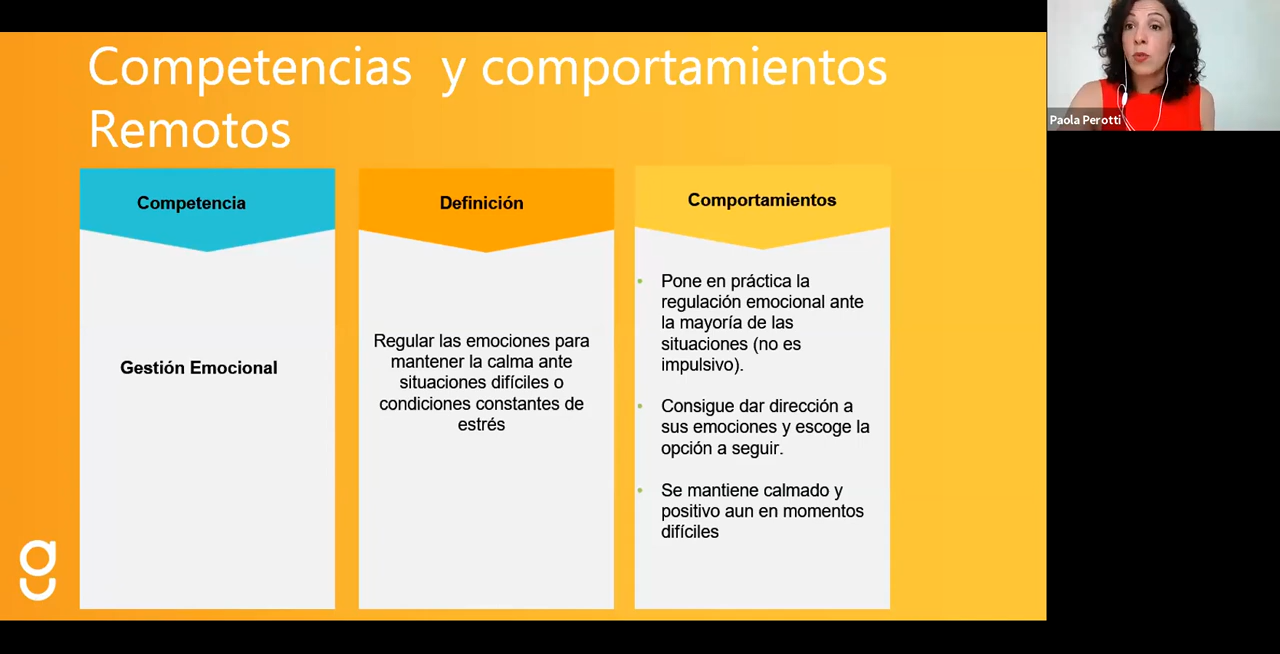 Competencias y comportamientos
Remotos
Paola Perotti
Competencia
Definición
Comportamientos
Gestión Emocional
Regular las emociones para
mantener la calma ante
situaciones difíciles o
condiciones constantes de
estrés
• Pone en práctica la
regulación emocional ante
la mayoría de las
situaciones (no es
impulsivo).
• Consigue dar dirección a
sus emociones y escoge la
opción a seguir.
• Se mantiene calmado y
positivo aun en momentos
difíciles